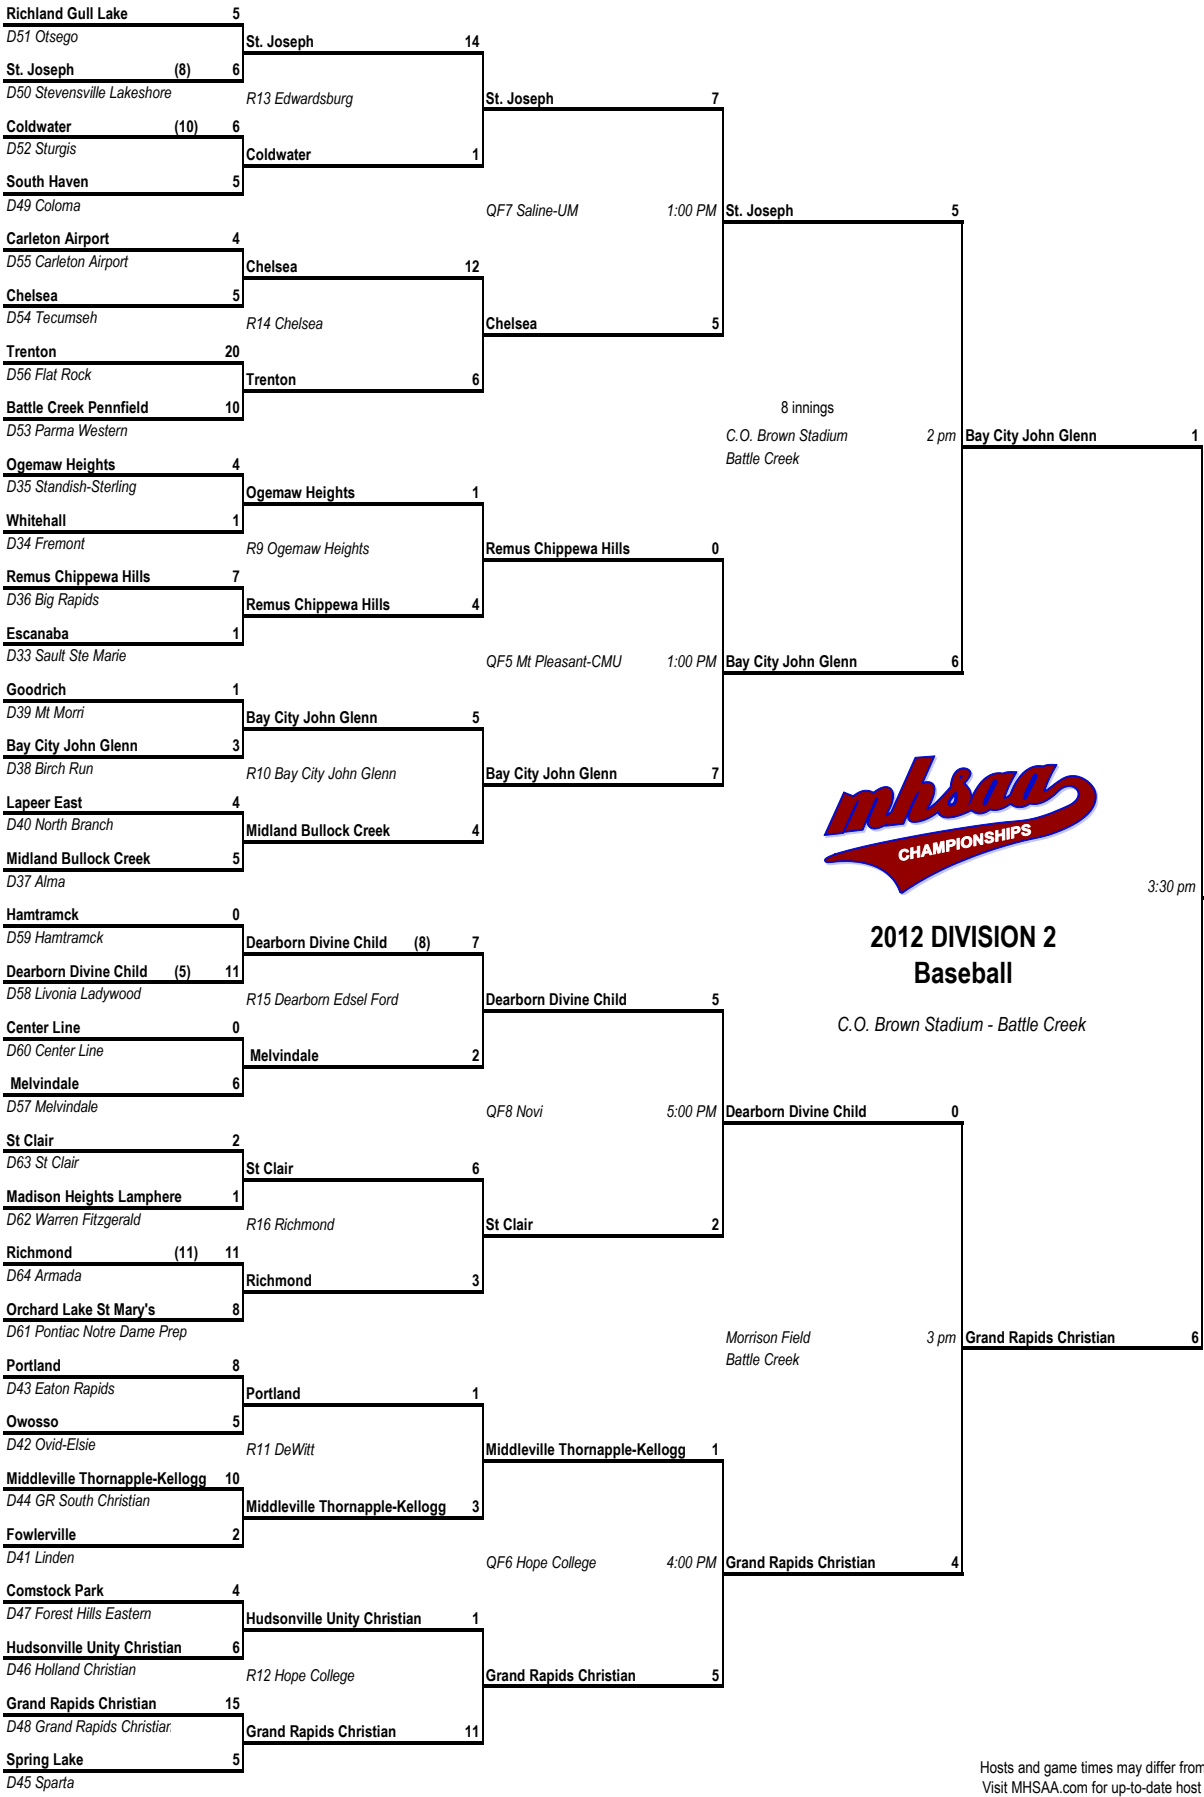 Richland Gull Lake 5
D51 Otsego
St. Joseph (8) 6
D50 Stevensville Lakeshore
Coldwater (10) 6
D52 Sturgis
South Haven 5
D49 Coloma
Carleton Airport 4
D55 Carleton Airport
Chelsea 5
D54 Tecumseh
Trenton 20
D56 Flat Rock
Battle Creek Pennfield 10
D53 Parma Western
Ogemaw Heights 4
D35 Standish-Sterling
Whitehall 1
D34 Fremont
Remus Chippewa Hills 7
D36 Big Rapids
Escanaba 1
D33 Sault Ste Marie
Goodrich 1
D39 Mt Morri
Bay City John Glenn 3
D38 Birch Run
Lapeer East 4
D40 North Branch
Midland Bullock Creek 5
D37 Alma
Hamtramck 0
D59 Hamtramck
Dearborn Divine Child (5) 11
D58 Livonia Ladywood
Center Line 0
D60 Center Line
Melvindale 6
D57 Melvindale
St Clair 2
D63 St Clair
Madison Heights Lamphere 1
D62 Warren Fitzgerald
Richmond (11) 11
D64 Armada
Orchard Lake St Mary's 8
D61 Pontiac Notre Dame Prep
Portland 8
D43 Eaton Rapids
Owosso 5
D42 Ovid-Elsie
Middleville Thornapple-Kellogg 10
D44 GR South Christian
Fowlerville 2
D41 Linden
Comstock Park 4
D47 Forest Hills Eastern
Hudsonville Unity Christian 6
D46 Holland Christian
Grand Rapids Christian 15
D48 Grand Rapids Christian
Spring Lake 5
D45 Sparta
St. Joseph 14
R13 Edwardsburg
Coldwater 1
Chelsea 12
R14 Chelsea
Trenton 6
Ogemaw Heights 1
R9 Ogemaw Heights
Remus Chippewa Hills 4
Bay City John Glenn 5
R10 Bay City John Glenn
Midland Bullock Creek 4
Dearborn Divine Child (8) 7
R15 Dearborn Edsel Ford
Melvindale 2
St Clair 6
R16 Richmond
Richmond 3
Portland 1
R11 DeWitt
Middleville Thornapple-Kellogg 3
Hudsonville Unity Christian 1
R12 Hope College
Grand Rapids Christian 11
St. Joseph 7
QF7 Saline-UM 1:00 PM
Chelsea 5
Remus Chippewa Hills 0
QF5 Mt Pleasant-CMU 1:00 PM
Bay City John Glenn 7
Dearborn Divine Child 5
QF8 Novi 5:00 PM
St Clair 2
Middleville Thornapple-Kellogg 1
QF6 Hope College 4:00 PM
Grand Rapids Christian 5
St. Joseph 5
8 innings
C.O. Brown Stadium 2 pm
Battle Creek
Bay City John Glenn 6
Dearborn Divine Child 0
Morrison Field 3 pm
Battle Creek
Grand Rapids Christian 4
Bay City John Glenn 1
mhsaa
CHAMPIONSHIPS
3:30 pm
2012 DIVISION 2
Baseball
C.O. Brown Stadium - Battle Creek
Grand Rapids Christian 6
Hosts and game times may differ from
Visit MHSAA.com for up-to-date host